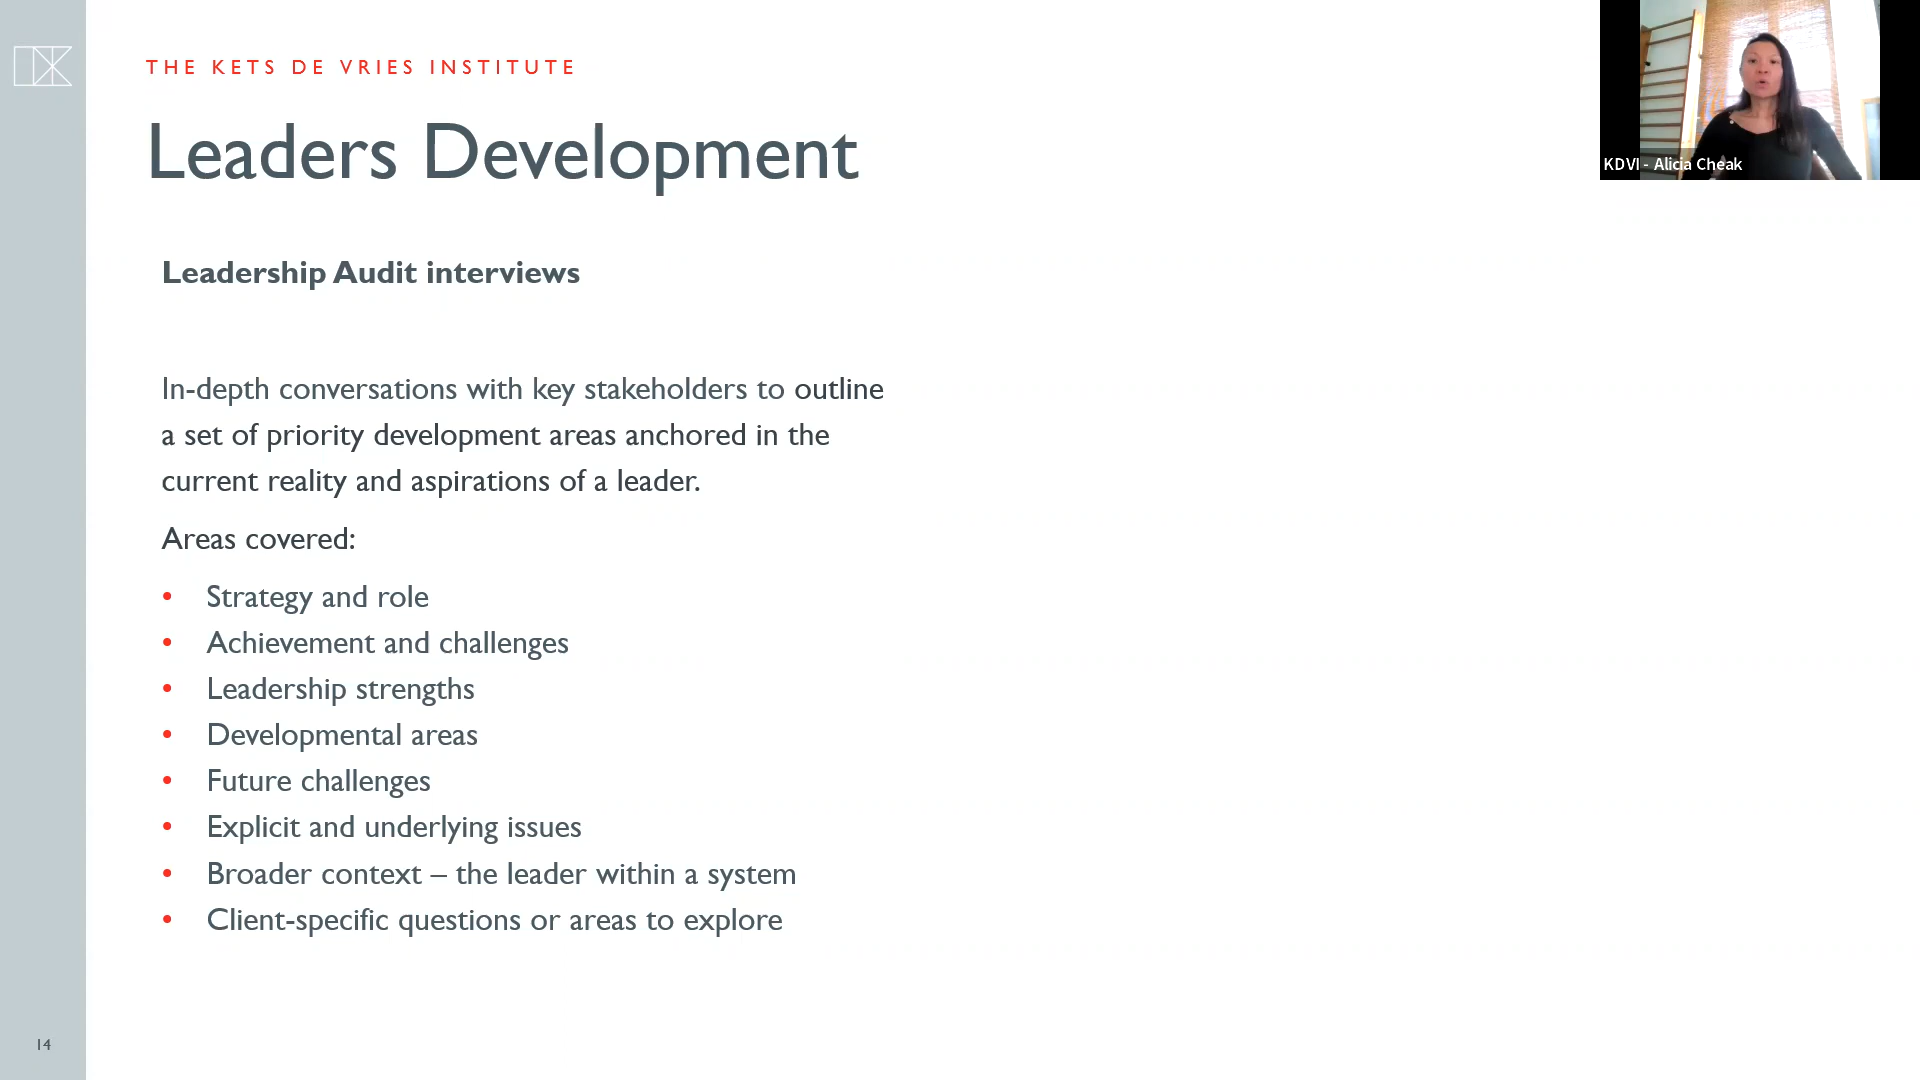 THE KETS DE VRIES INSTITUTE
Leaders Development
KDVI - Alicia Cheak
Leadership Audit interviews
In-depth conversations with key stakeholders to outline
a set of priority development areas anchored in the
current reality and aspirations of a leader.
Areas covered:
• Strategy and role
• Achievement and challenges
• Leadership strengths
• Developmental areas
• Future challenges
• Explicit and underlying issues
• Broader context – the leader within a system
• Client-specific questions or areas to explore
14